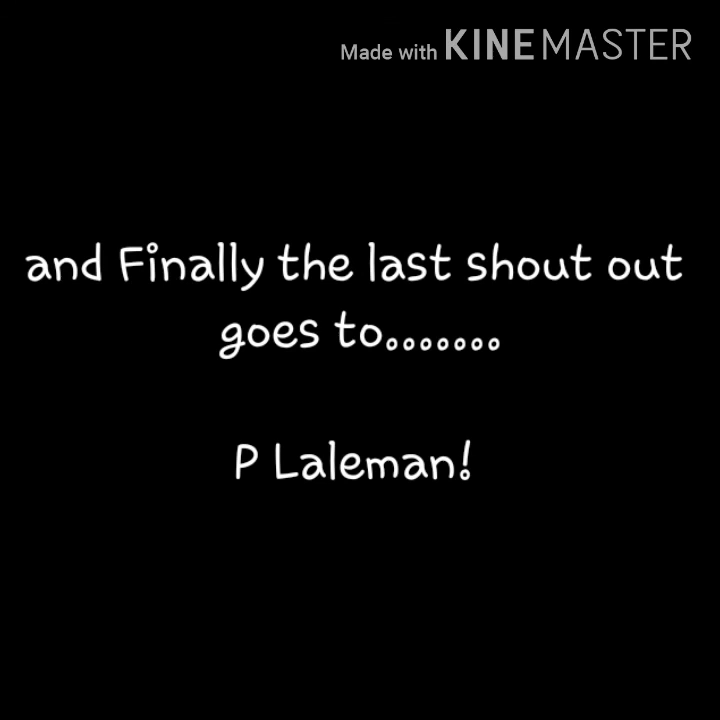 Made with KINEMASTER
and Finally the last shout out
goes to.......
P Laleman!